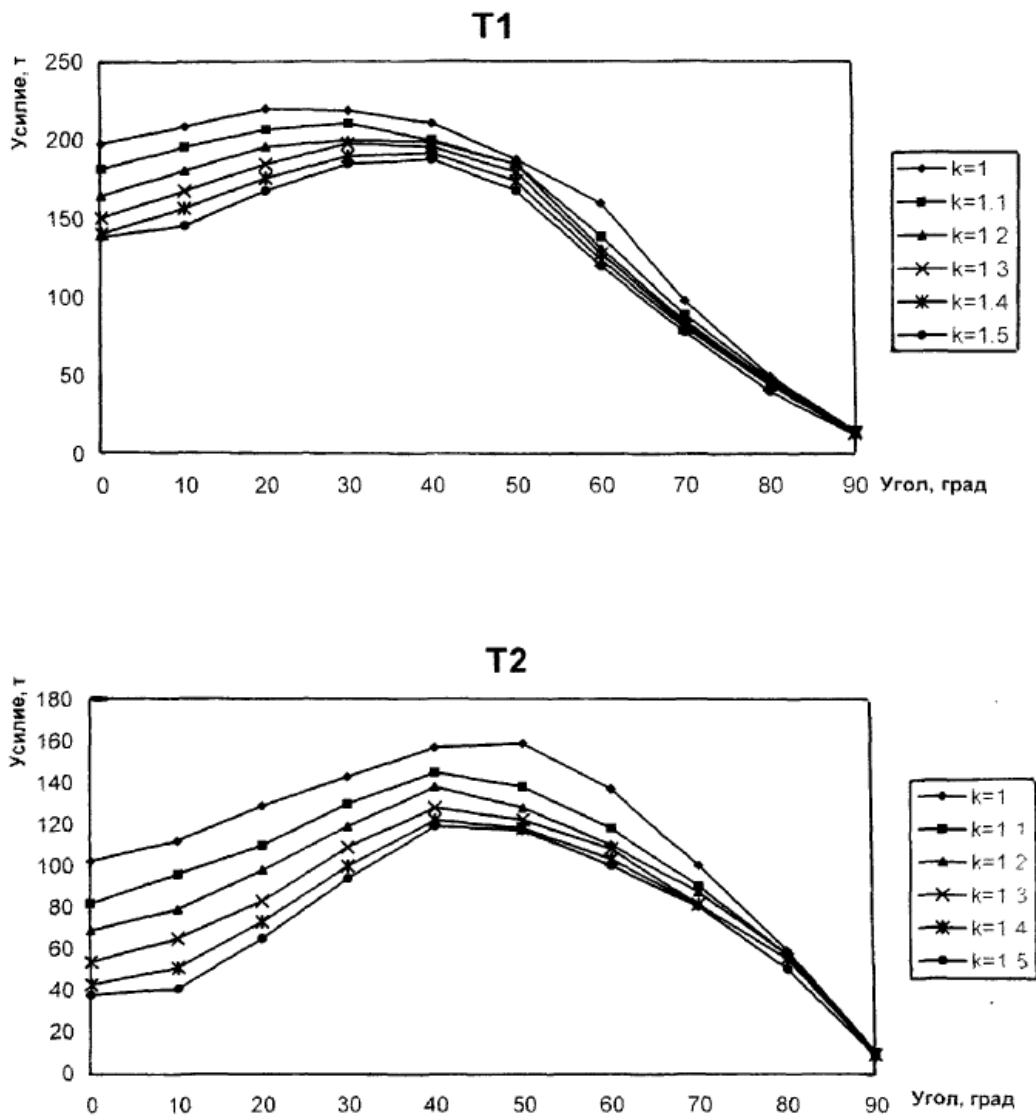 T1
Усилие, т
250
200
150
100
50
0
0 10 20 30 40 50 60 70 80 90 Угол, град
k=1
k=1.1
k=1 2
k=1 3
k=1.4
k=1.5
T2
Усилие, т
180
160
140
120
100
80
60
40
20
0
0 10 20 30 40 50 60 70 80 90 Угол, град
k=1
k=1 1
k=1 2
k=1 3
k=1 4
k=1 5